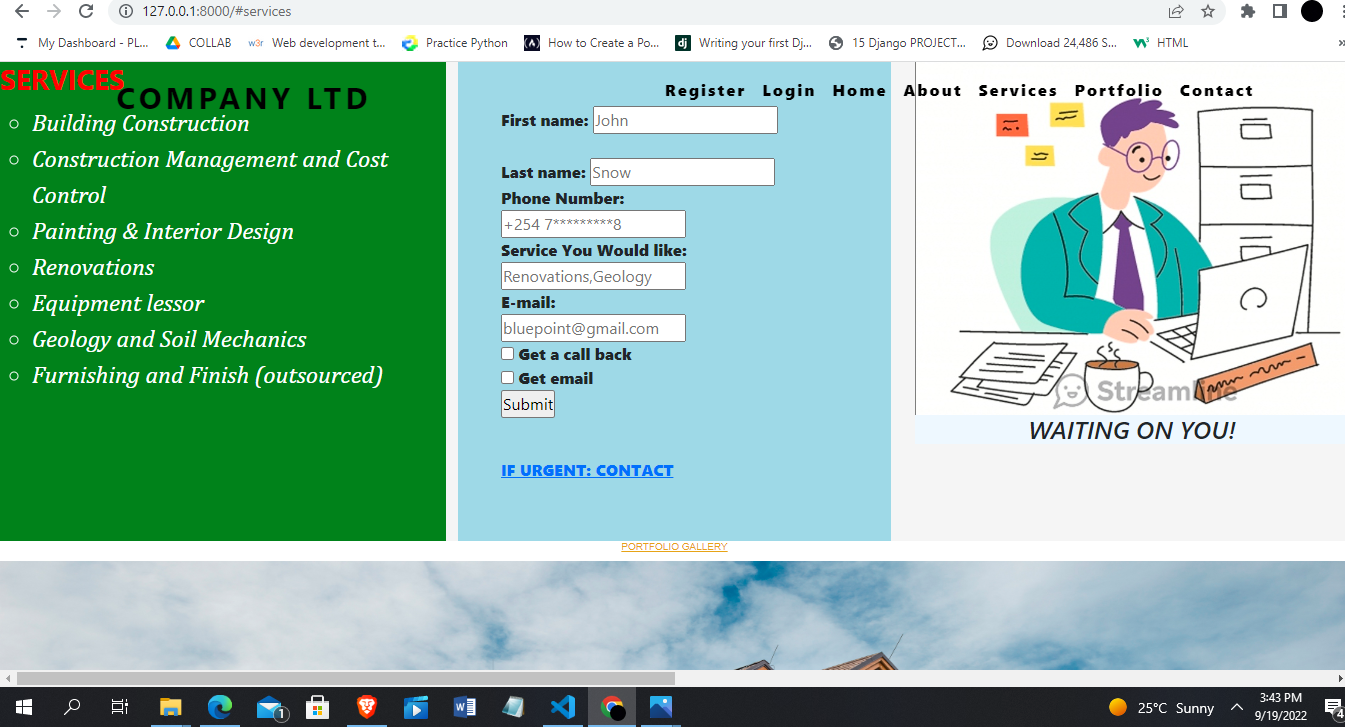 127.0.0.1:8000/#services
My Dashboard - PL... COLLAB w3r Web development t... Practice Python (A) How to Create a Po... dj Writing your first Dj... 15 Django PROJECT... Download 24,486 S... HTML »
SERVICES
COMPANY LTD
Register Login Home About Services Portfolio Contact
Building Construction
Construction Management and Cost
Control
Painting & Interior Design
Renovations
Equipment lessor
Geology and Soil Mechanics
Furnishing and Finish (outsourced)
First name: John
Last name: Snow
Phone Number:
+254 7*********8
Service You Would like:
Renovations,Geology
E-mail:
bluepoint@gmail.com
Get a call back
Get email
Submit
IF URGENT: CONTACT
Streamline
WAITING ON YOU!
PORTFOLIO GALLERY
1
25°C Sunny
3:43 PM
9/19/2022
4